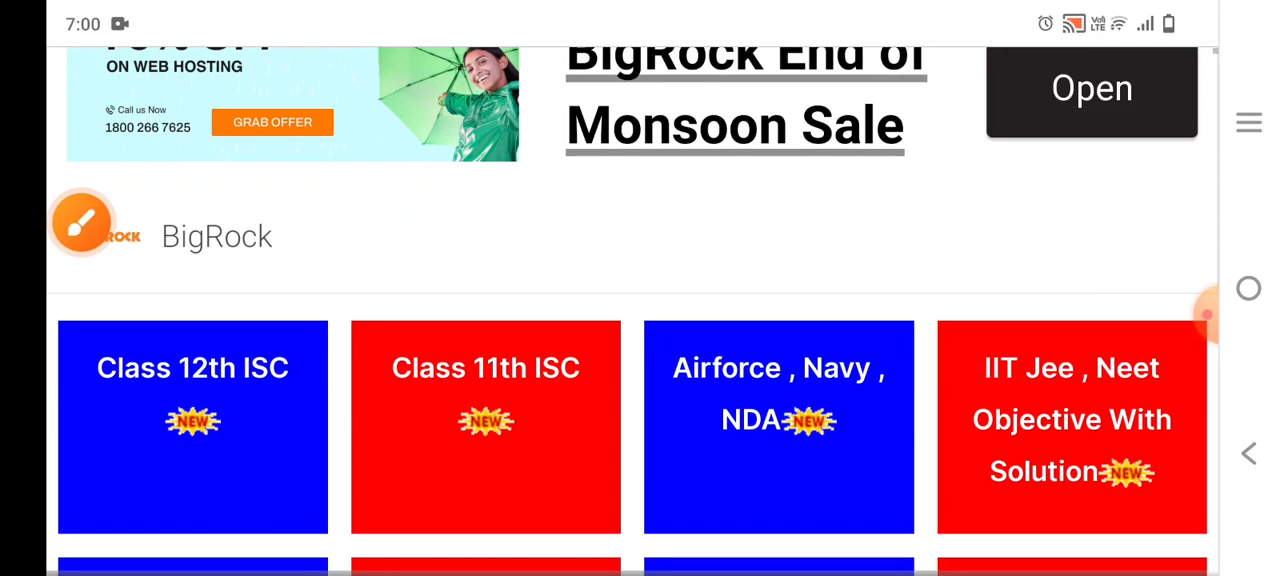 7:00
Vo) LTE
ON WEB HOSTING
Call us Now
1800 266 7625
GRAB OFFER
BigRock End of
Monsoon Sale
Open
ROCK
BigRock
Class 12th ISC
NEW
Class 11th ISC
NEW
Airforce , Navy ,
NDA NEW
IIT Jee , Neet
Objective With
Solution NEW